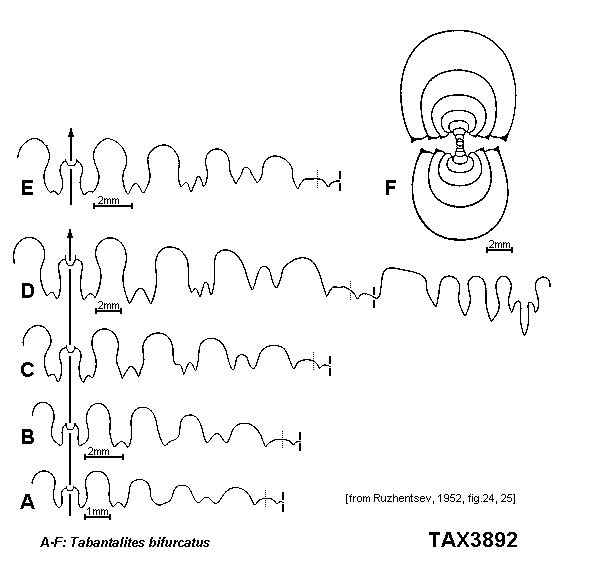 E
2mm
F
2mm
D
2mm
C
B
2mm
A
1mm
[from Ruzhentsev, 1952, fig.24, 25]
A-F: Tabantalites bifurcatus
TAX3892